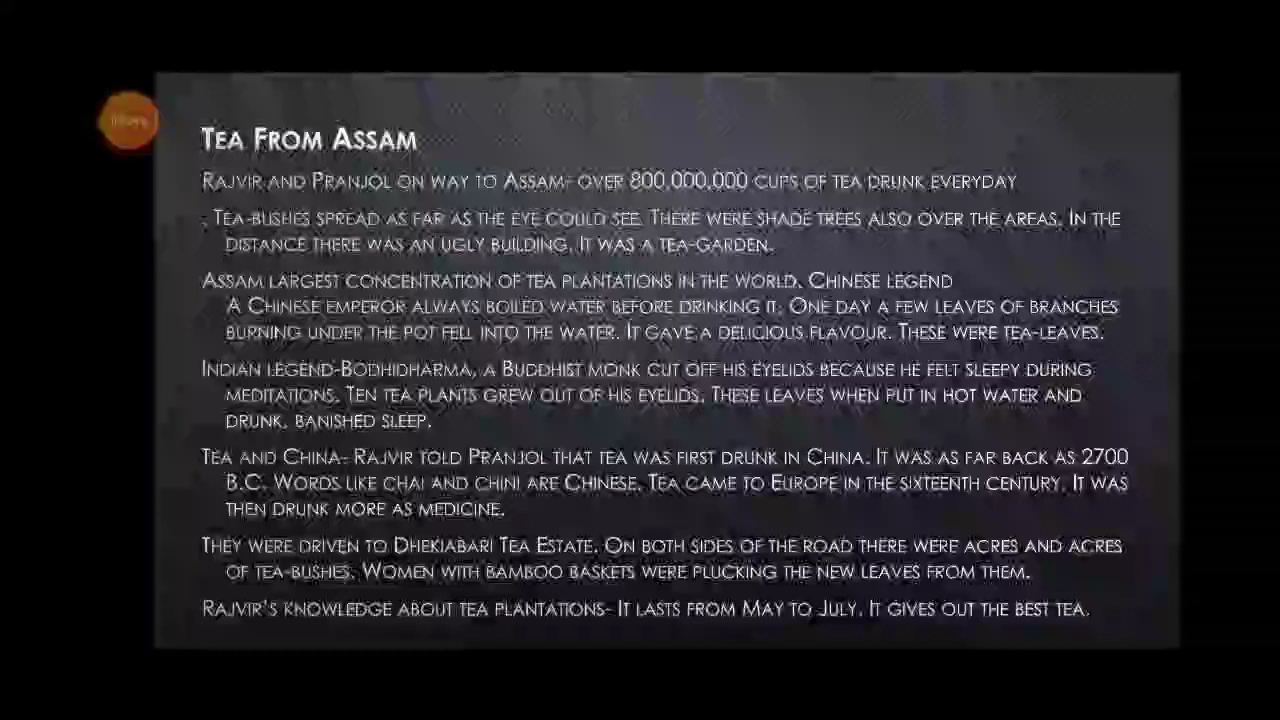 TEA FROM ASSAM
RAJVIR AND PRANJOL ON WAY TO ASSAM- OVER 800,000,000 CUPS OF TEA DRUNK EVERYDAY
. TEA-BUSHES SPREAD AS FAR AS THE EYE COULD SEE. THERE WERE SHADE TREES ALSO OVER THE AREAS. IN THE
DISTANCE THERE WAS AN UGLY BUILDING. IT WAS A TEA-GARDEN.
ASSAM LARGEST CONCENTRATION OF TEA PLANTATIONS IN THE WORLD. CHINESE LEGEND
A CHINESE EMPEROR ALWAYS BOILED WATER BEFORE DRINKING IT. ONE DAY A FEW LEAVES OF BRANCHES
BURNING UNDER THE POT FELL INTO THE WATER. IT GAVE A DELICIOUS FLAVOUR. THESE WERE TEA-LEAVES.
INDIAN LEGEND-BODHIDHARMA, A BUDDHIST MONK CUT OFF HIS EYELIDS BECAUSE HE FELT SLEEPY DURING
MEDITATIONS. TEN TEA PLANTS GREW OUT OF HIS EYELIDS. THESE LEAVES WHEN PUT IN HOT WATER AND
DRUNK, BANISHED SLEEP.
TEA AND CHINA- RAJVIR TOLD PRANJOL THAT TEA WAS FIRST DRUNK IN CHINA. IT WAS AS FAR BACK AS 2700
B.C. WORDS LIKE CHAI AND CHINI ARE CHINESE. TEA CAME TO EUROPE IN THE SIXTEENTH CENTURY. IT WAS
THEN DRUNK MORE AS MEDICINE.
THEY WERE DRIVEN TO DHEKIABARI TEA ESTATE. ON BOTH SIDES OF THE ROAD THERE WERE ACRES AND ACRES
OF TEA-BUSHES. WOMEN WITH BAMBOO BASKETS WERE PLUCKING THE NEW LEAVES FROM THEM.
RAJVIR'S KNOWLEDGE ABOUT TEA PLANTATIONS- IT LASTS FROM MAY TO JULY. IT GIVES OUT THE BEST TEA.